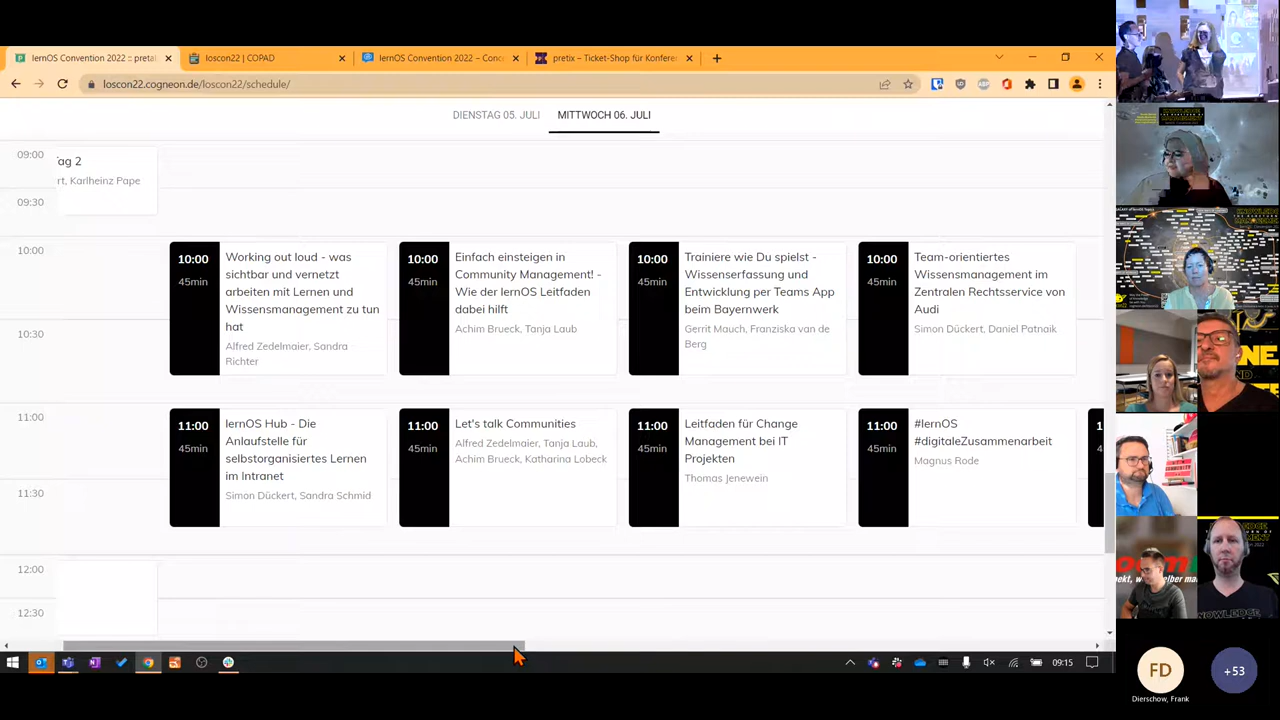 lernOS Convention 2022 :: preta
loscon22 | COPAD
lernOS Convention 2022 – Conc
pretix – Ticket-Shop für Konfere
loscon22.cogneon.de/loscon22/schedule/
DIENSTAG 05. JULI
MITTWOCH 06. JULI
09:00
09:30
10:00
10:30
11:00
11:30
12:00
12:30
ag 2
rt, Karlheinz Pape
10:00
45min
Working out loud - was
sichtbar und vernetzt
arbeiten mit Lernen und
Wissensmanagement zu tun
hat
Alfred Zedelmaier, Sandra
Richter
10:00
45min
Einfach einsteigen in
Community Management! -
Wie der lernOS Leitfaden
dabei hilft
Achim Brueck, Tanja Laub
10:00
45min
Trainiere wie Du spielst -
Wissenserfassung und
Entwicklung per Teams App
beim Bayernwerk
Gerrit Mauch, Franziska van de
Berg
10:00
45min
Team-orientiertes
Wissensmanagement im
Zentralen Rechtsservice von
Audi
Simon Dückert, Daniel Patnaik
11:00
45min
lernOS Hub - Die
Anlaufstelle für
selbstorganisiertes Lernen
im Intranet
Simon Dückert, Sandra Schmid
11:00
45min
Let's talk Communities
Alfred Zedelmaier, Tanja Laub,
Achim Brueck, Katharina Lobeck
11:00
45min
Leitfaden für Change
Management bei IT
Projekten
Thomas Jenewein
11:00
45min
#lernOS
#digitaleZusammenarbeit
Magnus Rode
09:15
FD
Dierschow, Frank
+53